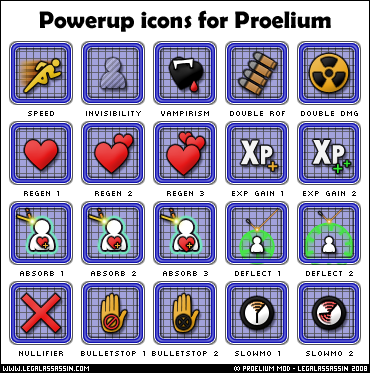 Powerup icons for Proelium
SPEED INVISIBILITY VAMPIRISM DOUBLE ROF DOUBLE DMG
XP+ XP++
REGEN 1 REGEN 2 REGEN 3 EXP GAIN 1 EXP GAIN 2
ABSORB 1 ABSORB 2 ABSORB 3 DEFLECT 1 DEFLECT 2
NULLIFIER BULLETSTOP 1 BULLETSTOP 2 SLOWMO 1 SLOWMO 2
WWW.LEGALASSASSIN.COM © PROELIUM MOD - LEGALASSASSIN 2008